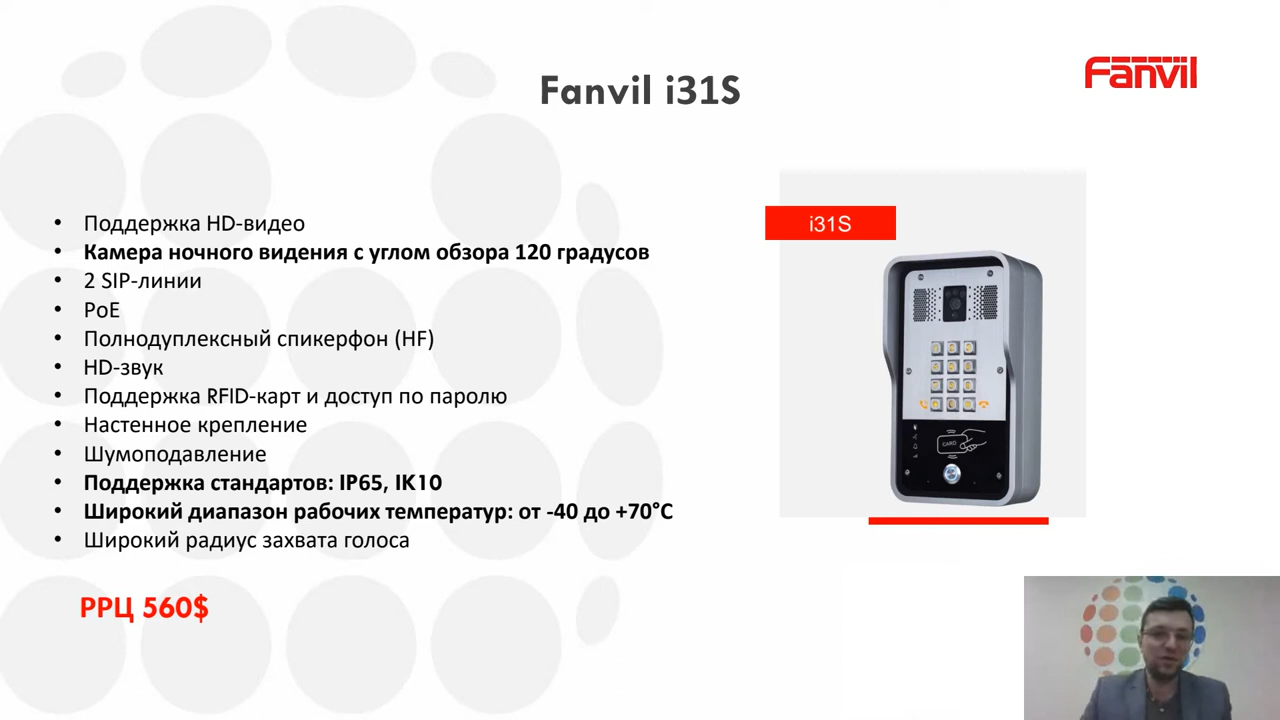 Fanvil i31S
Fanvil
• Поддержка HD-видео
• Камера ночного видения с углом обзора 120 градусов
• 2 SIP-линии
• PoE
• Полнодуплексный спикерфон (HF)
• HD-звук
• Поддержка RFID-карт и доступ по паролю
• Настенное крепление
• Шумоподавление
• Поддержка стандартов: IP65, IK10
• Широкий диапазон рабочих температур: от -40 до +70°C
• Широкий радиус захвата голоса
РРЦ 560$
i31S
CARD